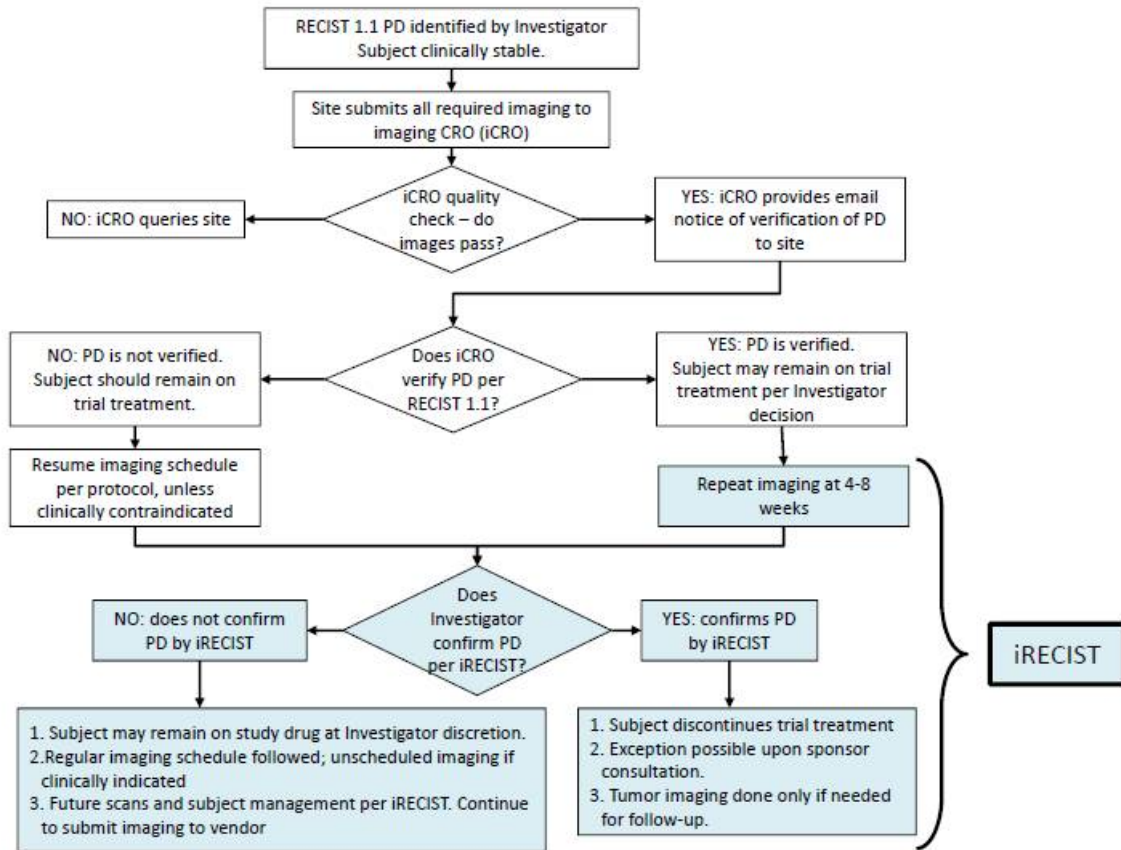 RECIST 1.1 PD identified by Investigator
Subject clinically stable.
Site submits all required imaging to
imaging CRO (iCRO)
iCRO quality
check – do
images pass?
NO: iCRO queries site
YES: iCRO provides email
notice of verification of PD
to site
Does iCRO
verify PD per
RECIST 1.1?
NO: PD is not verified.
Subject should remain on
trial treatment.
YES: PD is verified.
Subject may remain on trial
treatment per Investigator
decision
Resume imaging schedule
per protocol, unless
clinically contraindicated
Repeat imaging at 4-8
weeks
Does
Investigator
confirm PD
per iRECIST?
NO: does not confirm
PD by iRECIST
YES: confirms PD
by iRECIST
iRECIST
1. Subject may remain on study drug at Investigator discretion.
2.Regular imaging schedule followed; unscheduled imaging if
clinically indicated
3. Future scans and subject management per iRECIST. Continue
to submit imaging to vendor
1. Subject discontinues trial treatment
2. Exception possible upon sponsor
consultation.
3. Tumor imaging done only if needed
for follow-up.